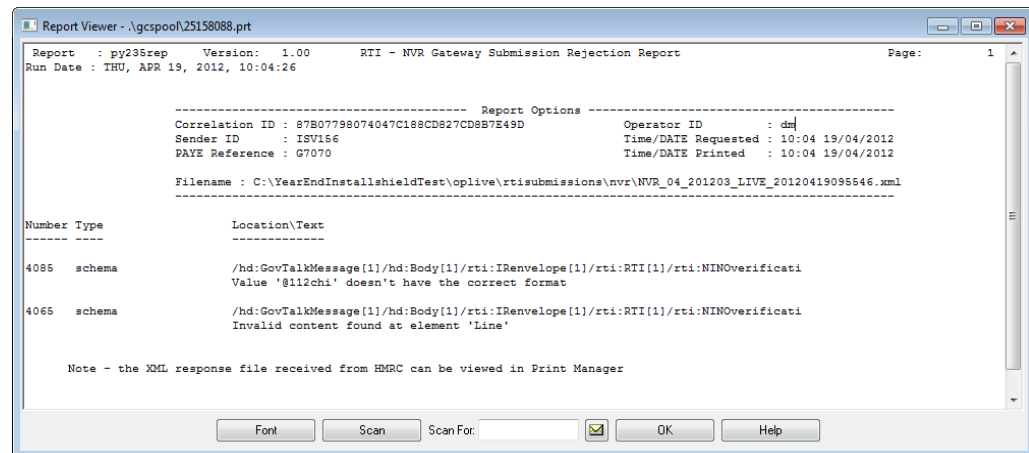 Report Viewer - .\gcspool\25158088.prt
Report : py235rep Version: 1.00 RTI - NVR Gateway Submission Rejection Report Page: 1
Run Date : THU, APR 19, 2012, 10:04:26
---------------------------------------- Report Options ------------------------------------------
Correlation ID : 87B07798074047C188CD827CD8B7E49D Operator ID : dm
Sender ID : ISV156 Time/DATE Requested : 10:04 19/04/2012
PAYE Reference : G7070 Time/DATE Printed : 10:04 19/04/2012
Filename : C:\YearEndInstallshieldTest\oplive\rtisubmissions\nvr\NVR_04_201203_LIVE_20120419095546.xml
----------------------------------------------------------------------------------------------------
Number Type Location\Text
------ ---- -------------
4085 schema /hd:GovTalkMessage[1]/hd:Body[1]/rti:IRenvelope[1]/rti:RTI[1]/rti:NINOverificati
Value '@112chi' doesn't have the correct format
4065 schema /hd:GovTalkMessage[1]/hd:Body[1]/rti:IRenvelope[1]/rti:RTI[1]/rti:NINOverificati
Invalid content found at element 'Line'
Note - the XML response file received from HMRC can be viewed in Print Manager
Font Scan Scan For: OK Help